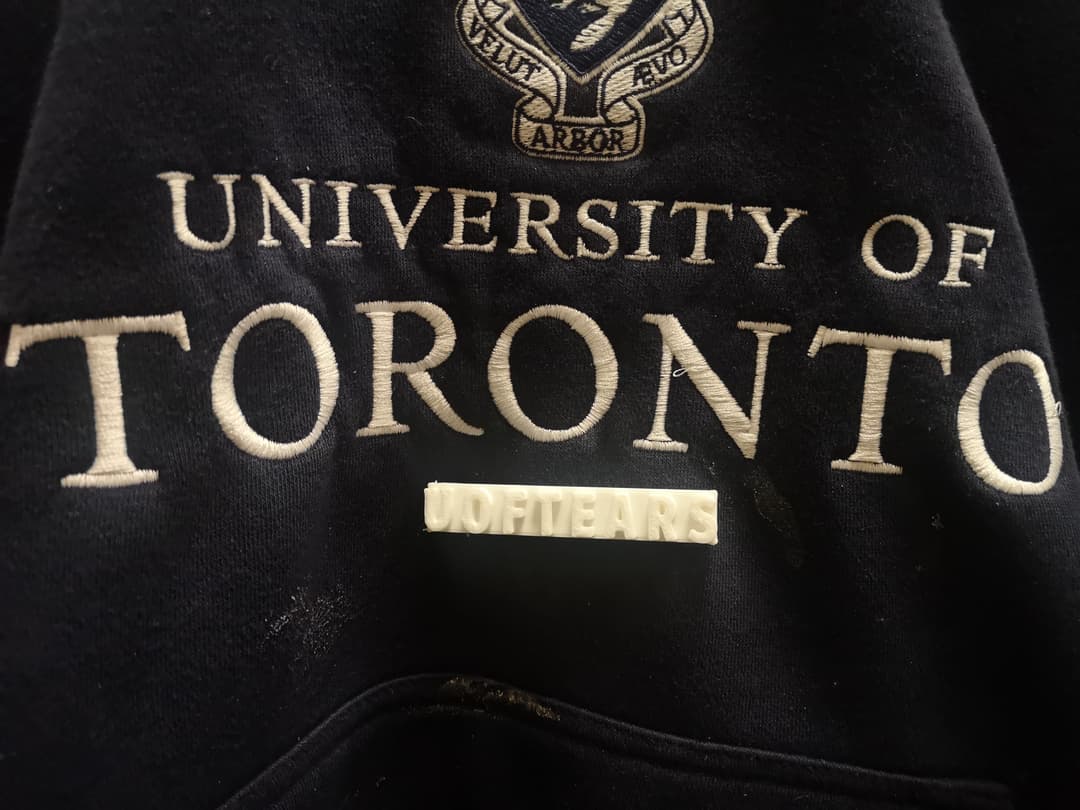 VELUT ÆVO
ARBOR
UNIVERSITY OF
TORONTO
UOFTEARS